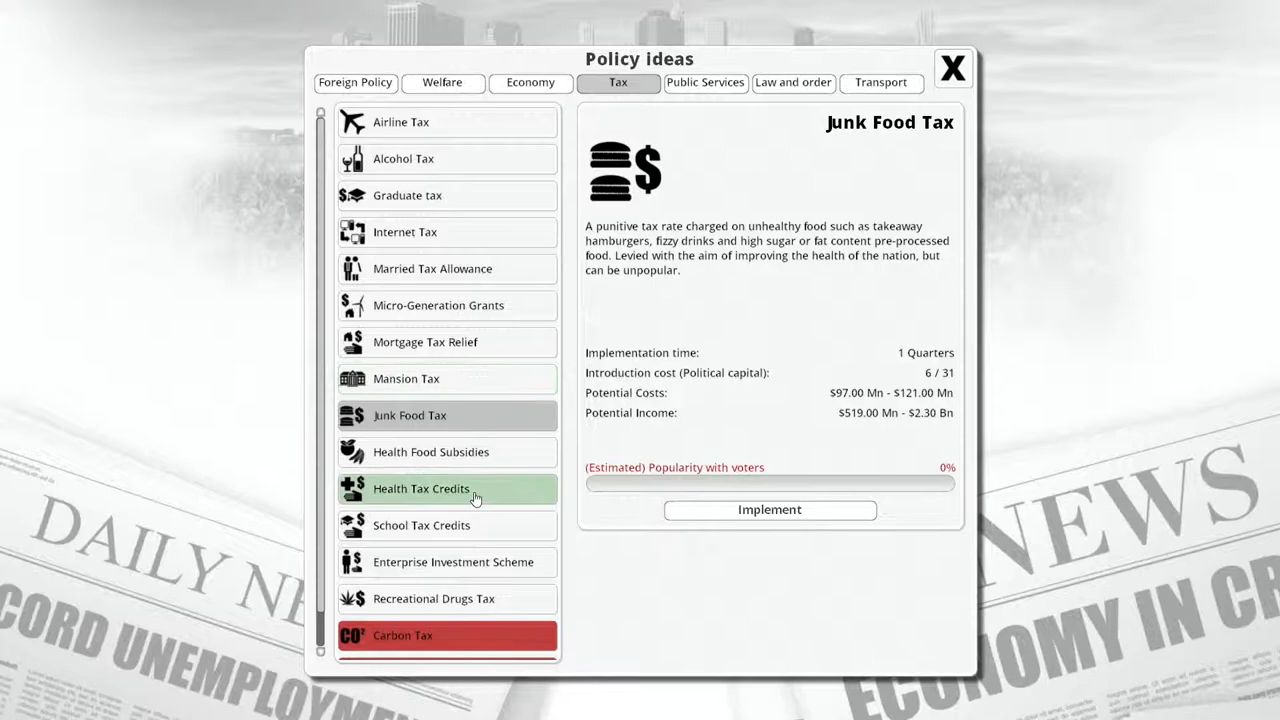 Policy ideas
X
Foreign Policy
Welfare
Economy
Tax
Public Services
Law and order
Transport
Airline Tax
Alcohol Tax
Graduate tax
Internet Tax
Married Tax Allowance
Micro-Generation Grants
Mortgage Tax Relief
Mansion Tax
Junk Food Tax
Health Food Subsidies
Health Tax Credits
School Tax Credits
Enterprise Investment Scheme
Recreational Drugs Tax
CO² Carbon Tax
Junk Food Tax
A punitive tax rate charged on unhealthy food such as takeaway
hamburgers, fizzy drinks and high sugar or fat content pre-processed
food. Levied with the aim of improving the health of the nation, but
can be unpopular.
Implementation time: 1 Quarters
Introduction cost (Political capital): 6 / 31
Potential Costs: $97.00 Mn - $121.00 Mn
Potential Income: $519.00 Mn - $2.30 Bn
(Estimated) Popularity with voters 0%
Implement
DAILY NE
CORD UNEMPLOYM
NEWS
ECONOMY IN CR